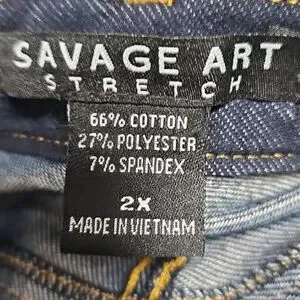 SAVAGE ART
STRETCH
66% COTTON
27% POLYESTER
7% SPANDEX
2X
MADE IN VIETNAM